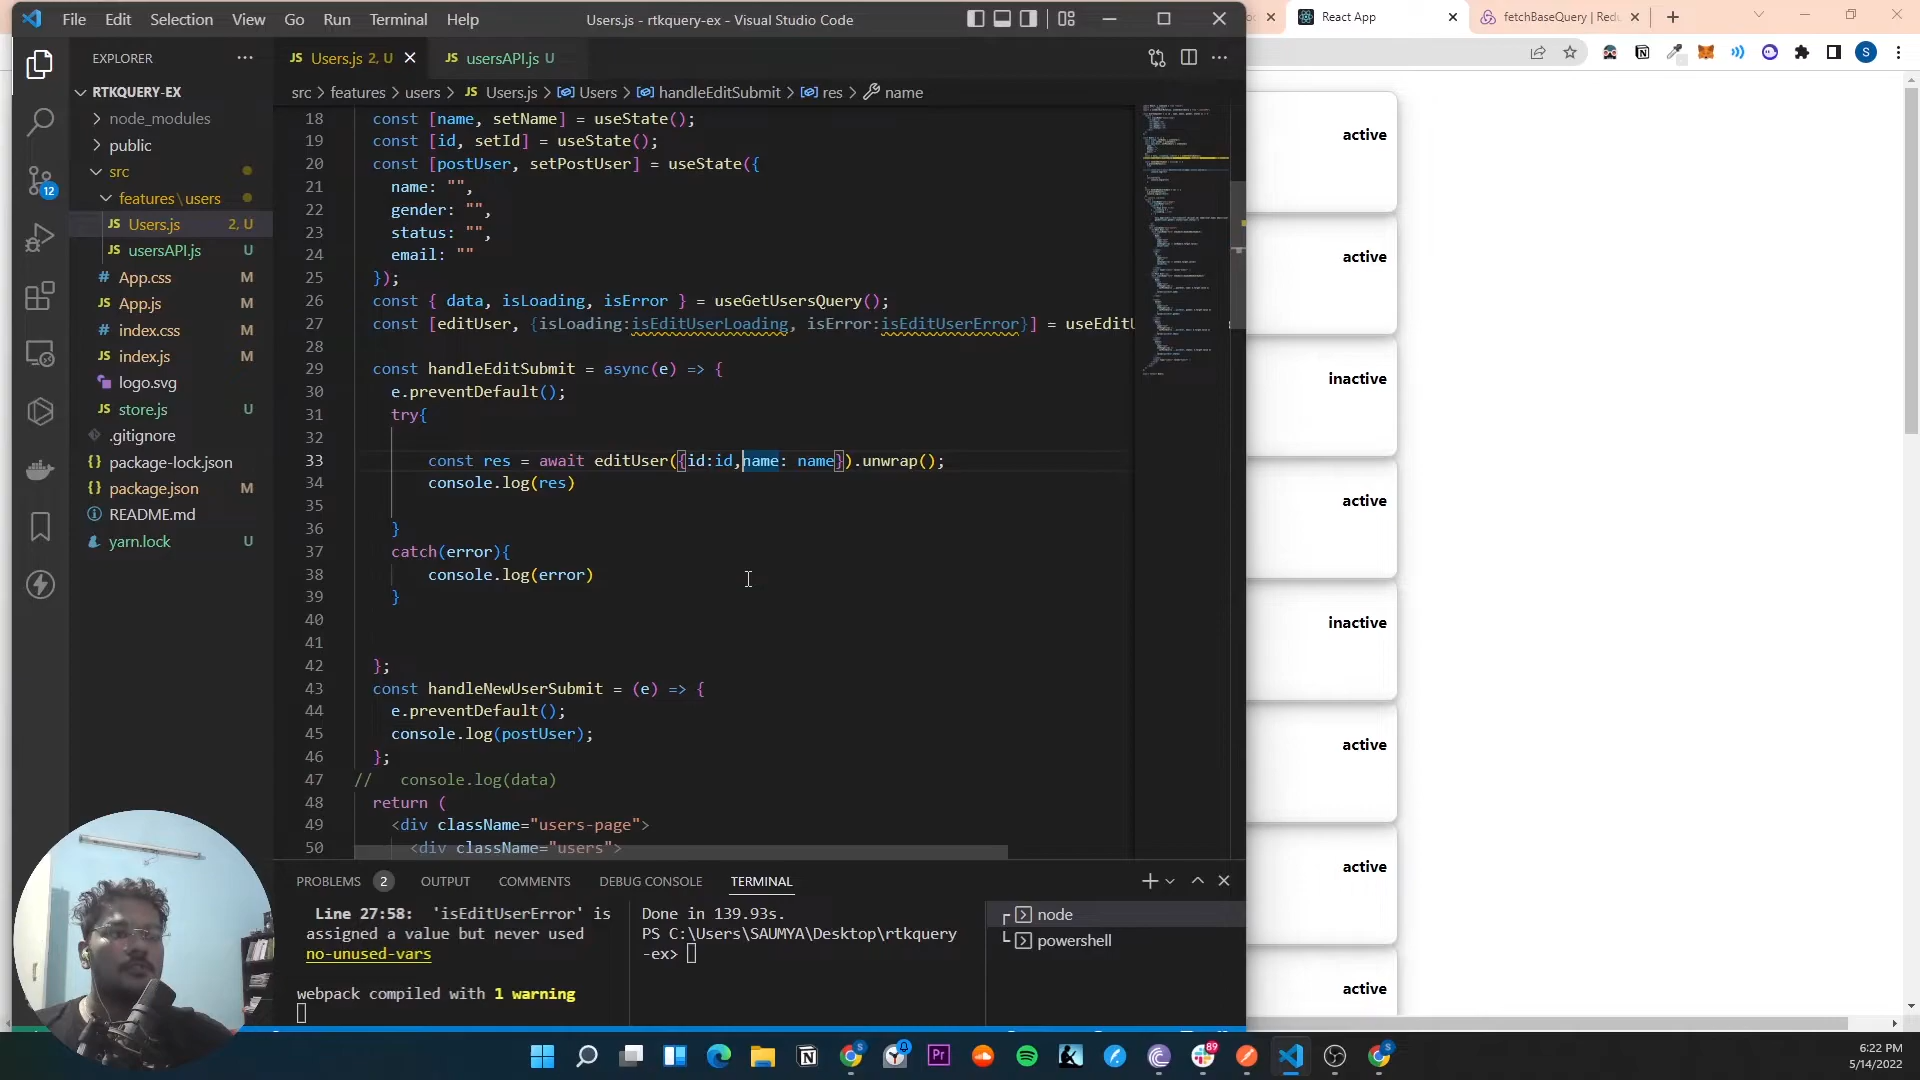 File Edit Selection View Go Run Terminal Help
Users.js - rtkquery-ex - Visual Studio Code
React App
fetchBaseQuery | Redu
EXPLORER
RTKQUERY-EX
node_modules
public
src
features\users
Users.js 2, U
usersAPI.js U
App.css M
App.js M
index.css M
index.js M
logo.svg
store.js U
.gitignore
package-lock.json
package.json M
README.md
yarn.lock U
12
Users.js 2, U
usersAPI.js U
src > features > users > Users.js > Users > handleEditSubmit > res > name
18 const [name, setName] = useState();
19 const [id, setId] = useState();
20 const [postUser, setPostUser] = useState({
21 name: "",
22 gender: "",
23 status: "",
24 email: ""
25 });
26 const { data, isLoading, isError } = useGetUsersQuery();
27 const [editUser, {isLoading:isEditUserLoading, isError:isEditUserError}] = useEditU
28
29 const handleEditSubmit = async(e) => {
30 e.preventDefault();
31 try{
32
33 const res = await editUser({id:id,name: name}).unwrap();
34 console.log(res)
35
36 }
37 catch(error){
38 console.log(error)
39 }
40
41
42 };
43 const handleNewUserSubmit = (e) => {
44 e.preventDefault();
45 console.log(postUser);
46 };
47 // console.log(data)
48 return (
49 <div className="users-page">
50 <div className="users">
PROBLEMS 2 OUTPUT COMMENTS DEBUG CONSOLE TERMINAL
Line 27:58: 'isEditUserError' is
assigned a value but never used
no-unused-vars
webpack compiled with 1 warning
Done in 139.93s.
PS C:\Users\SAUMYA\Desktop\rtkquery
-ex>
node
powershell
active
active
inactive
active
inactive
active
active
active
S
89
Pr
6:22 PM
5/14/2022